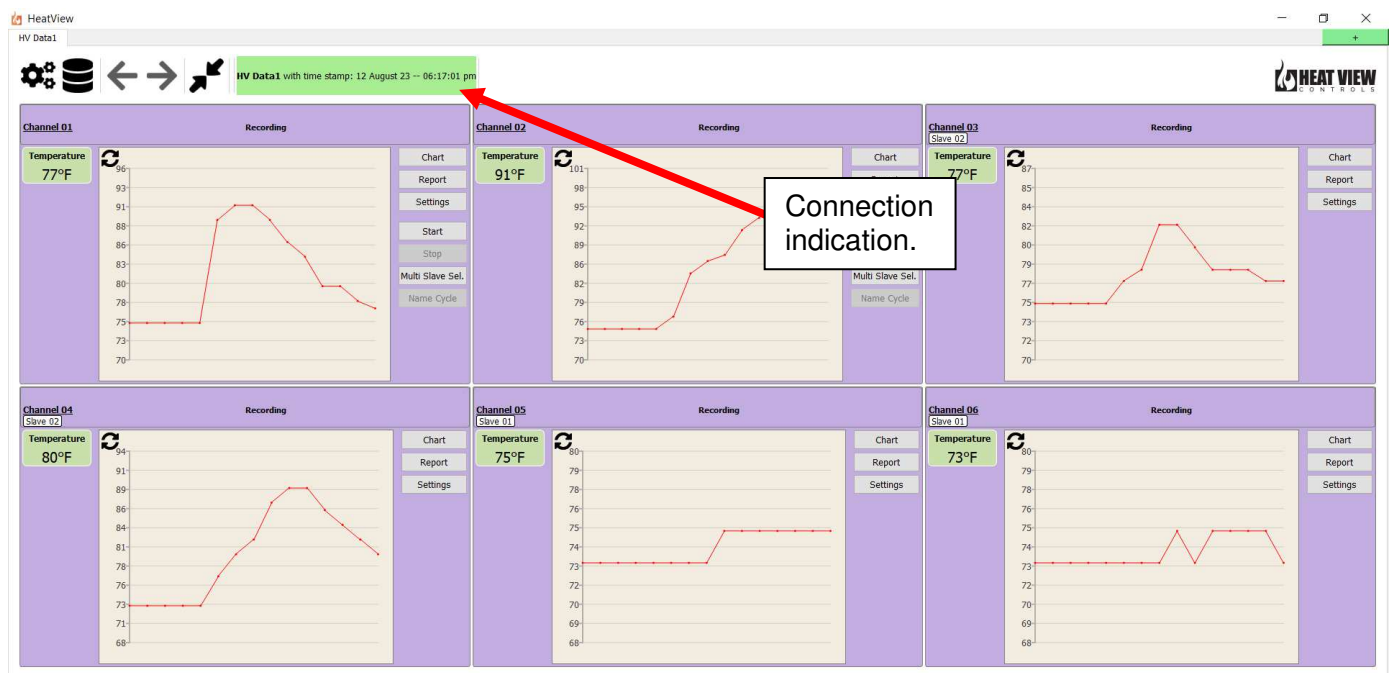 HeatView
HV Data1
+
HV Data1 with time stamp: 12 August 23 -- 06:17:01 pm
HEAT VIEW
CONTROLS
Channel 01
Recording
Temperature
77°F
96
93
91
88
86
83
80
78
75
73
70
Chart
Report
Settings
Start
Stop
Multi Slave Sel.
Name Cycle
Channel 02
Recording
Temperature
91°F
101
98
95
92
89
86
82
79
76
73
70
Chart
Multi Slave Sel.
Name Cycle
Connection
indication.
Channel 03
Slave 02
Recording
Temperature
77°F
87
85
84
82
80
79
77
75
73
72
70
Chart
Report
Settings
Channel 04
Slave 02
Recording
Temperature
80°F
94
91
89
86
84
81
78
76
73
71
68
Chart
Report
Settings
Channel 05
Slave 01
Recording
Temperature
75°F
80
79
78
76
75
74
73
72
70
69
68
Chart
Report
Settings
Channel 06
Slave 01
Recording
Temperature
73°F
80
79
78
76
75
74
73
72
70
69
68
Chart
Report
Settings